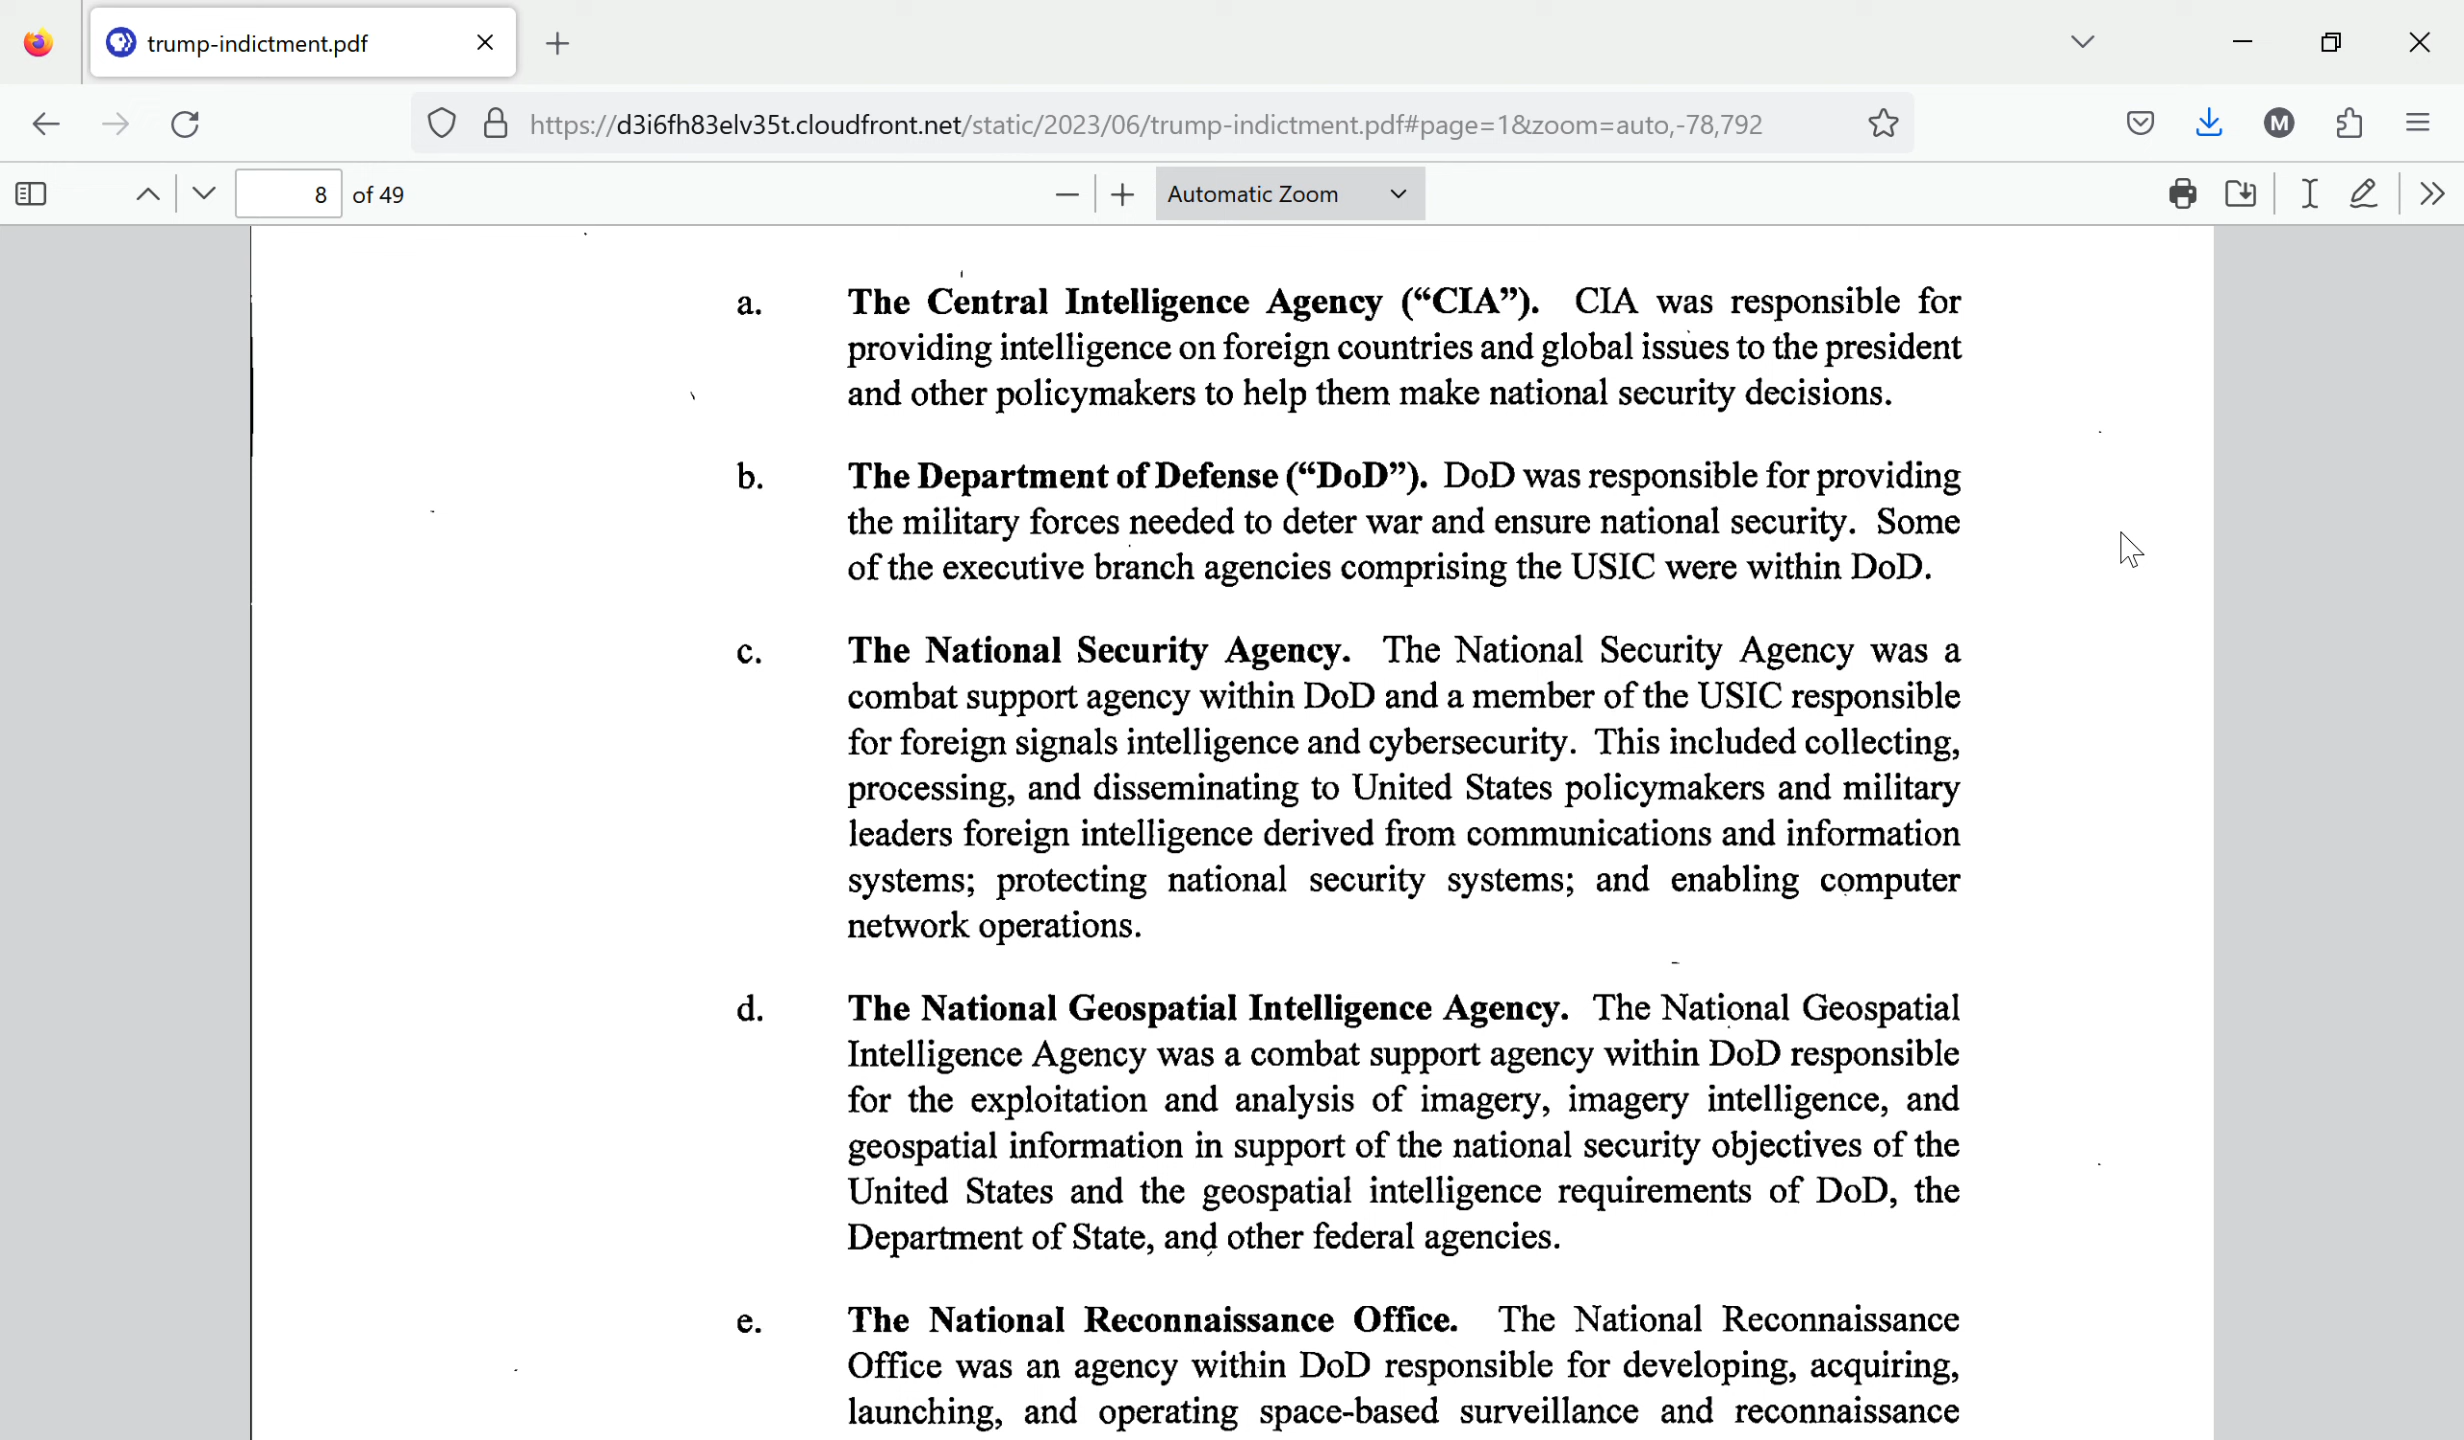 trump-indictment.pdf
https://d3i6fh83elv35t.cloudfront.net/static/2023/06/trump-indictment.pdf#page=1&zoom=auto,-78,792
M
8 of 49
Automatic Zoom
a. The Central Intelligence Agency (“CIA”). CIA was responsible for
providing intelligence on foreign countries and global issues to the president
and other policymakers to help them make national security decisions.
b. The Department of Defense (“DoD”). DoD was responsible for providing
the military forces needed to deter war and ensure national security. Some
of the executive branch agencies comprising the USIC were within DoD.
c. The National Security Agency. The National Security Agency was a
combat support agency within DoD and a member of the USIC responsible
for foreign signals intelligence and cybersecurity. This included collecting,
processing, and disseminating to United States policymakers and military
leaders foreign intelligence derived from communications and information
systems; protecting national security systems; and enabling computer
network operations.
d. The National Geospatial Intelligence Agency. The National Geospatial
Intelligence Agency was a combat support agency within DoD responsible
for the exploitation and analysis of imagery, imagery intelligence, and
geospatial information in support of the national security objectives of the
United States and the geospatial intelligence requirements of DoD, the
Department of State, and other federal agencies.
e. The National Reconnaissance Office. The National Reconnaissance
Office was an agency within DoD responsible for developing, acquiring,
launching, and operating space-based surveillance and reconnaissance